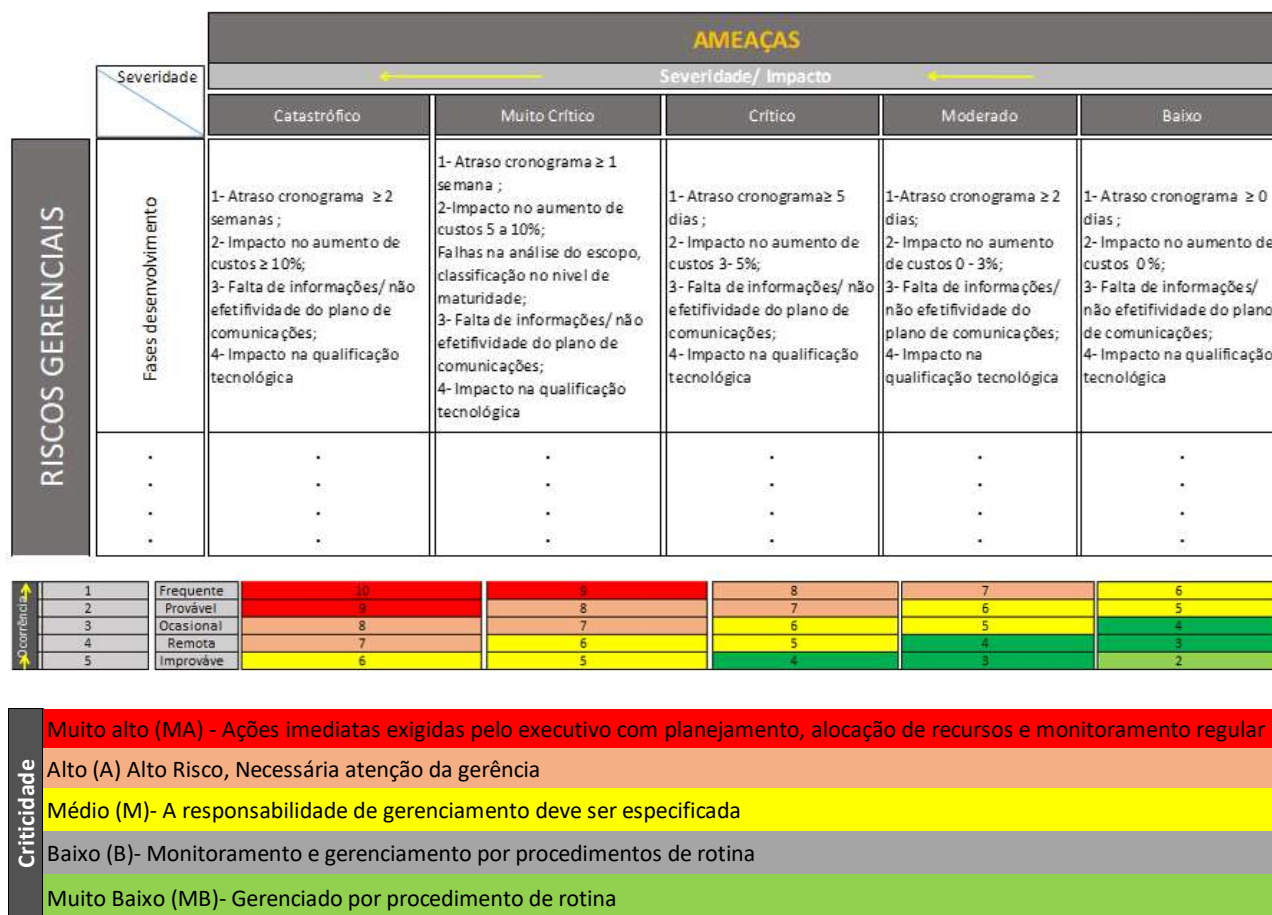 AMEAÇAS
Severidade
Severidade/ Impacto
Catastrófico
Muito Crítico
Crítico
Moderado
Baixo
RISCOS GERENCIAIS
Fases desenvolvimento
1- Atraso cronograma ≥ 2
semanas ;
2- Impacto no aumento de
custos ≥ 10%;
3- Falta de informações/ não
efetifividade do plano de
comunicações;
4- Impacto na qualificação
tecnológica
1- Atraso cronograma ≥ 1
semana ;
2-Impacto no aumento de
custos 5 a 10%;
Falhas na análise do escopo,
classificação no nivel de
maturidade;
3- Falta de informações/ não
efetifividade do plano de
comunicações;
4- Impacto na qualificação
tecnológica
1- Atraso cronograma≥ 5
dias ;
2- Impacto no aumento de
custos 3- 5%;
3- Falta de informações/ não
efetifividade do plano de
comunicações;
4- Impacto na qualificação
tecnológica
1-Atraso cronograma ≥ 2
dias;
2- Impacto no aumento
de custos 0 - 3%;
3- Falta de informações/
não efetifividade do
plano de comunicações;
4- Impacto na
qualificação tecnológica
1- Atraso cronograma ≥ 0
dias ;
2- Impacto no aumento de
custos 0%;
3- Falta de informações/
não efetifividade do plano
de comunicações;
4- Impacto na qualificação
tecnológica
. . . . . .
. . . . . .
. . . . . .
. . . . . .
Ocorrência
1 Frequente 10 9 8 7 6
2 Provável 9 8 7 6 5
3 Ocasional 8 7 6 5 4
4 Remota 7 6 5 4 3
5 Improváve 6 5 4 3 2
Criticidade
Muito alto (MA) - Ações imediatas exigidas pelo executivo com planejamento, alocação de recursos e monitoramento regular
Alto (A) Alto Risco, Necessária atenção da gerência
Médio (M)- A responsabilidade de gerenciamento deve ser especificada
Baixo (B)- Monitoramento e gerenciamento por procedimentos de rotina
Muito Baixo (MB)- Gerenciado por procedimento de rotina